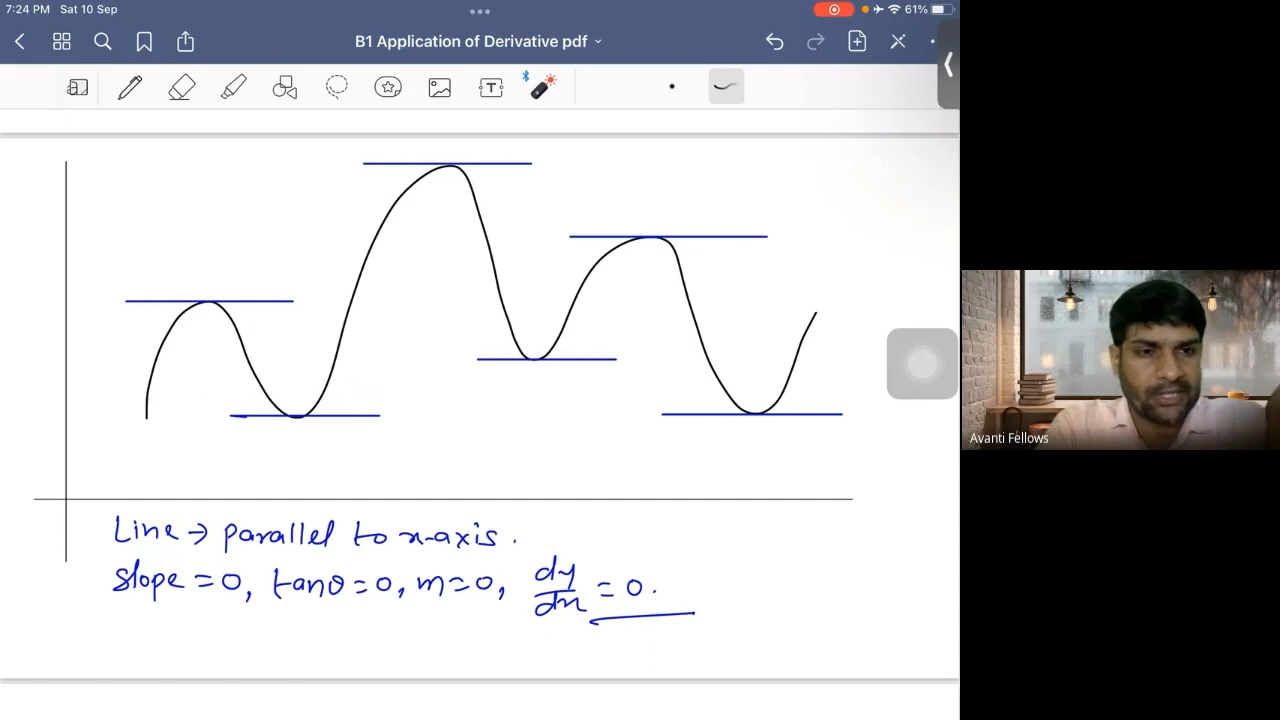 7:24 PM Sat 10 Sep
61%
B1 Application of Derivative pdf
T
Line → parallel to x-axis.
Slope = 0, tanθ = 0, m = 0, dy/dx = 0.
Avanti Fellows